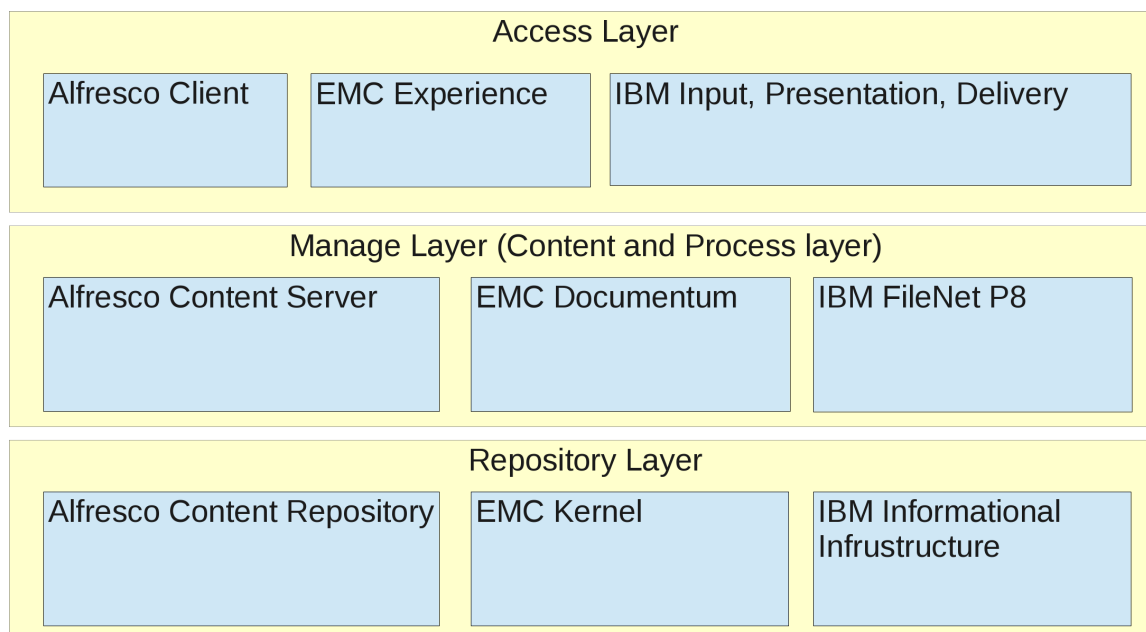 Access Layer
Alfresco Client
EMC Experience
IBM Input, Presentation, Delivery
Manage Layer (Content and Process layer)
Alfresco Content Server
EMC Documentum
IBM FileNet P8
Repository Layer
Alfresco Content Repository
EMC Kernel
IBM Informational
Infrustructure